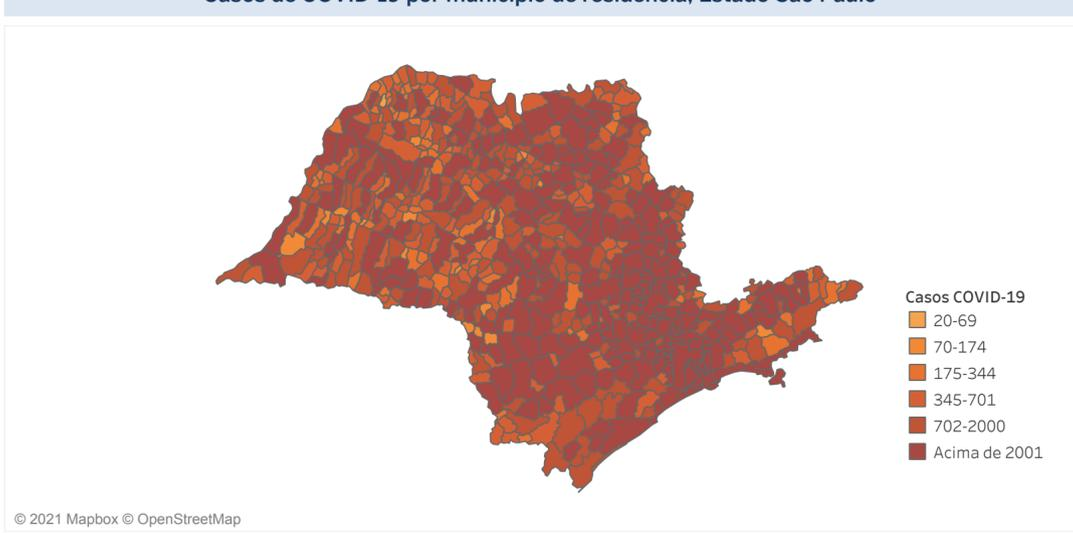 Casos de COVID-19 por município de residência, Estado São Paulo
Casos COVID-19
20-69
70-174
175-344
345-701
702-2000
Acima de 2001
© 2021 Mapbox © OpenStreetMap